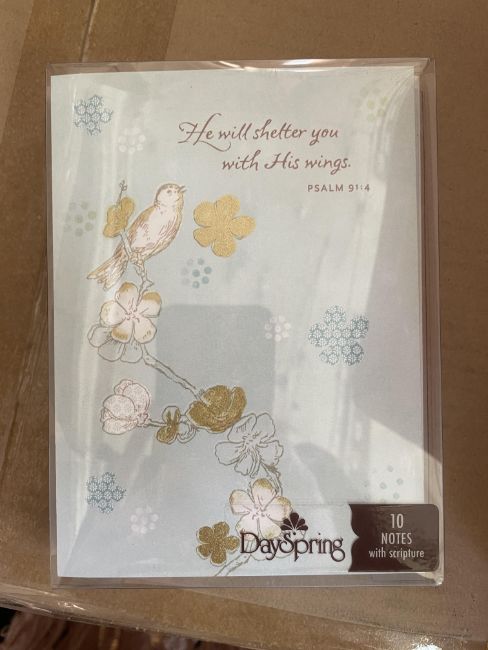 He will shelter you
with His wings.
PSALM 91:4
DaySpring
10
NOTES
with scripture